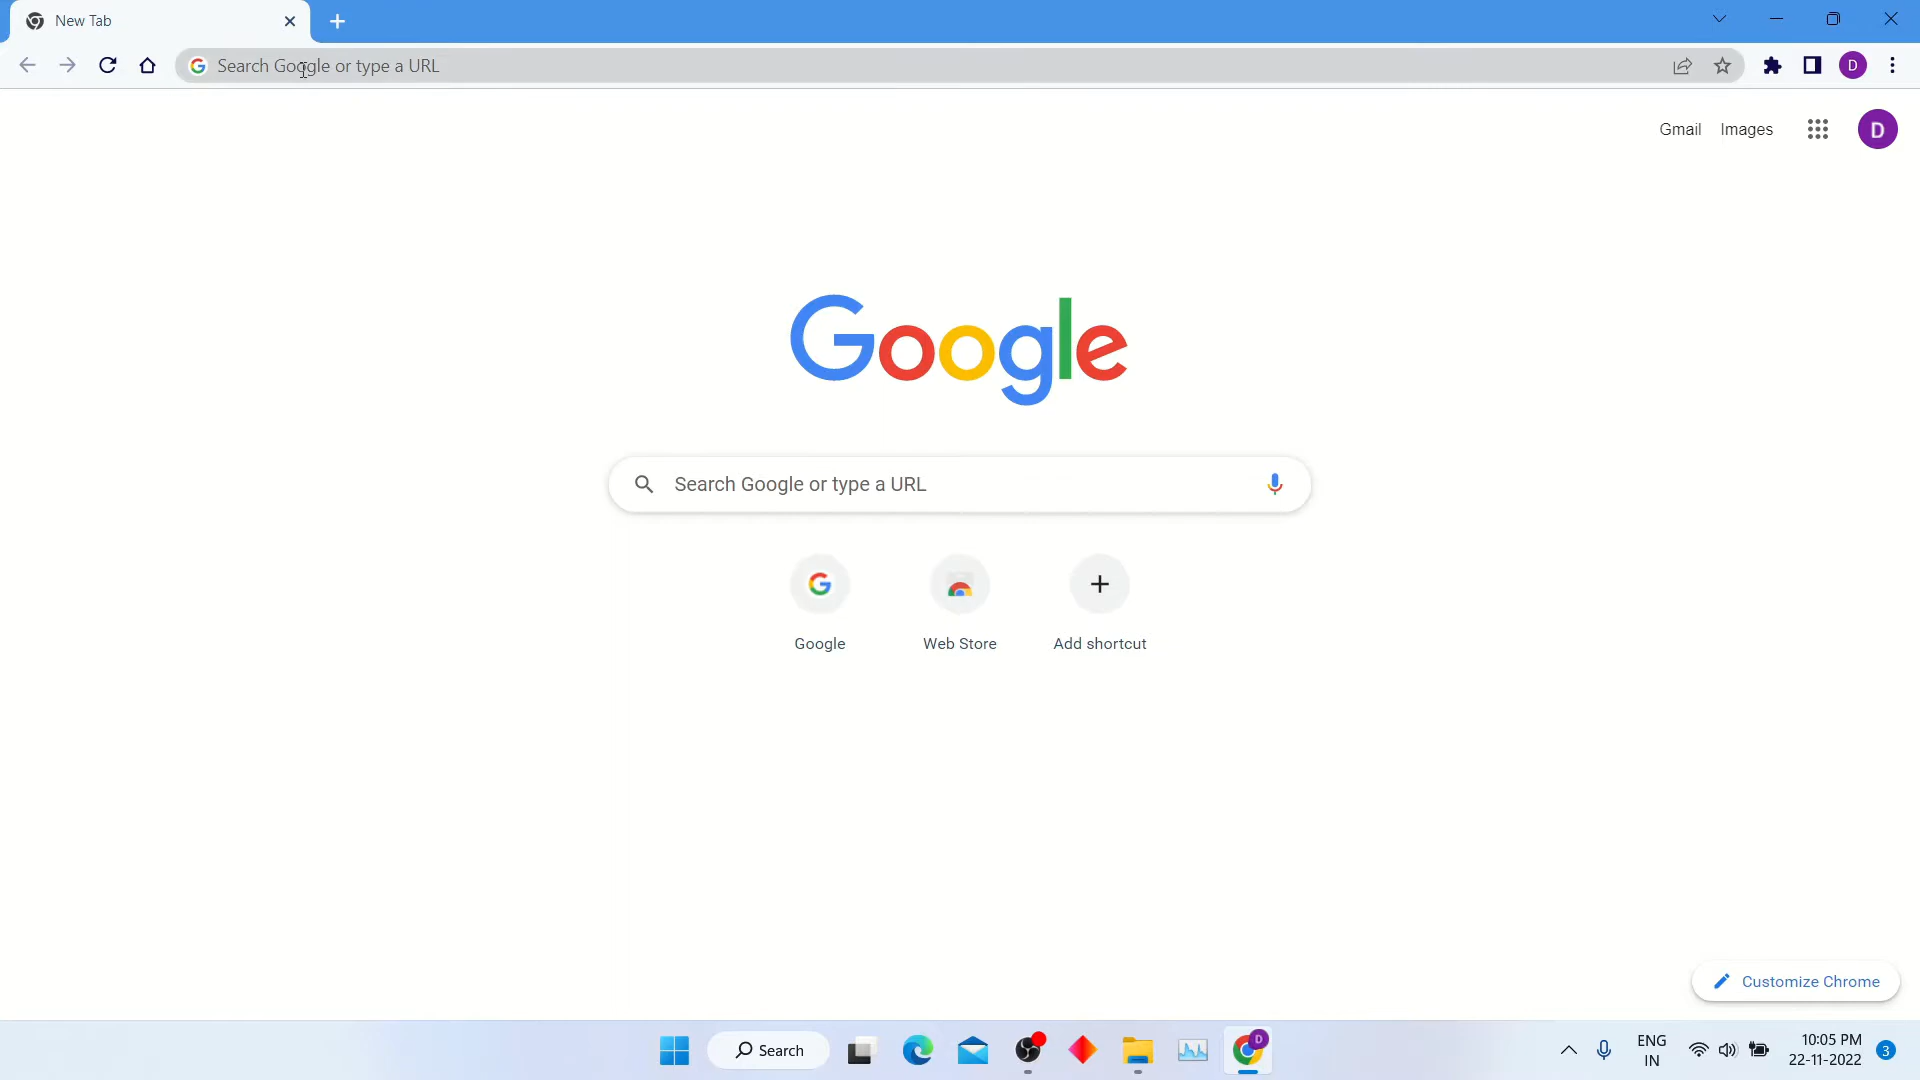 New Tab
Search Google or type a URL
D
Gmail
Images
D
Google
Search Google or type a URL
Google
Web Store
Add shortcut
Customize Chrome
Search
D
ENG
IN
10:05 PM
22-11-2022
3